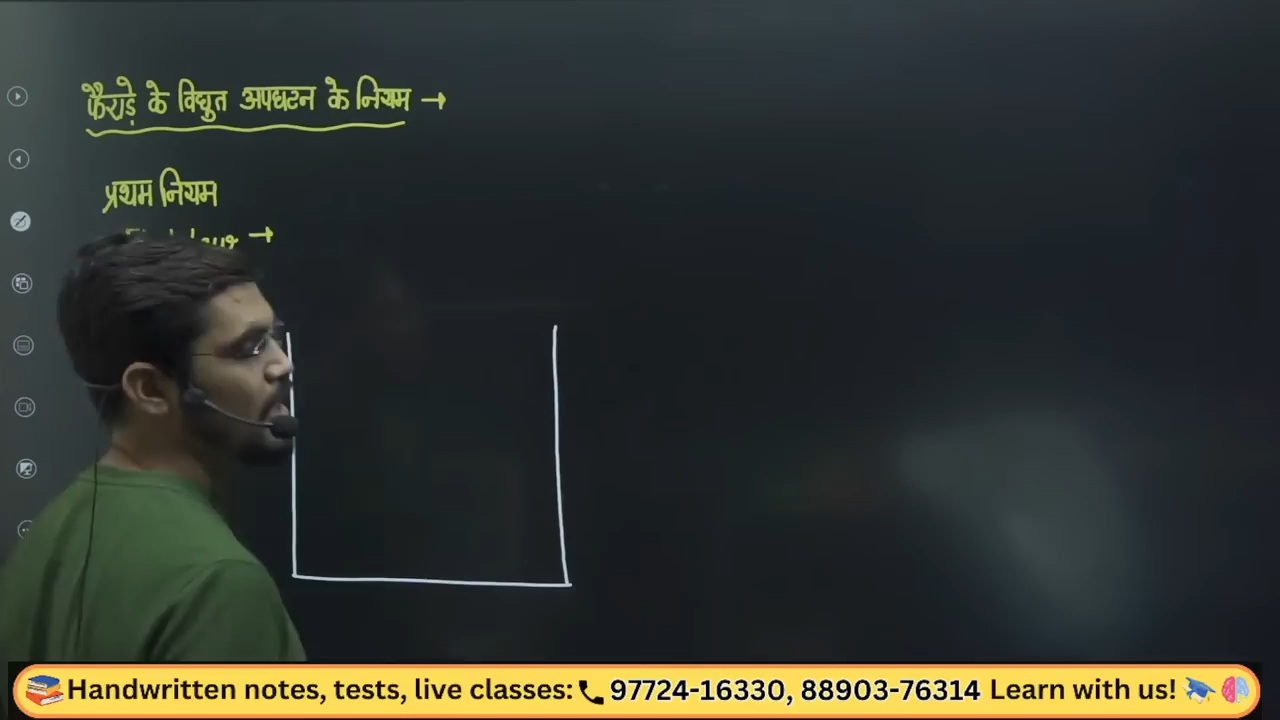 फैराड़े के विद्युत अपघटन के नियम →
प्रथम नियम
→
Handwritten notes, tests, live classes: 97724-16330, 88903-76314 Learn with us!